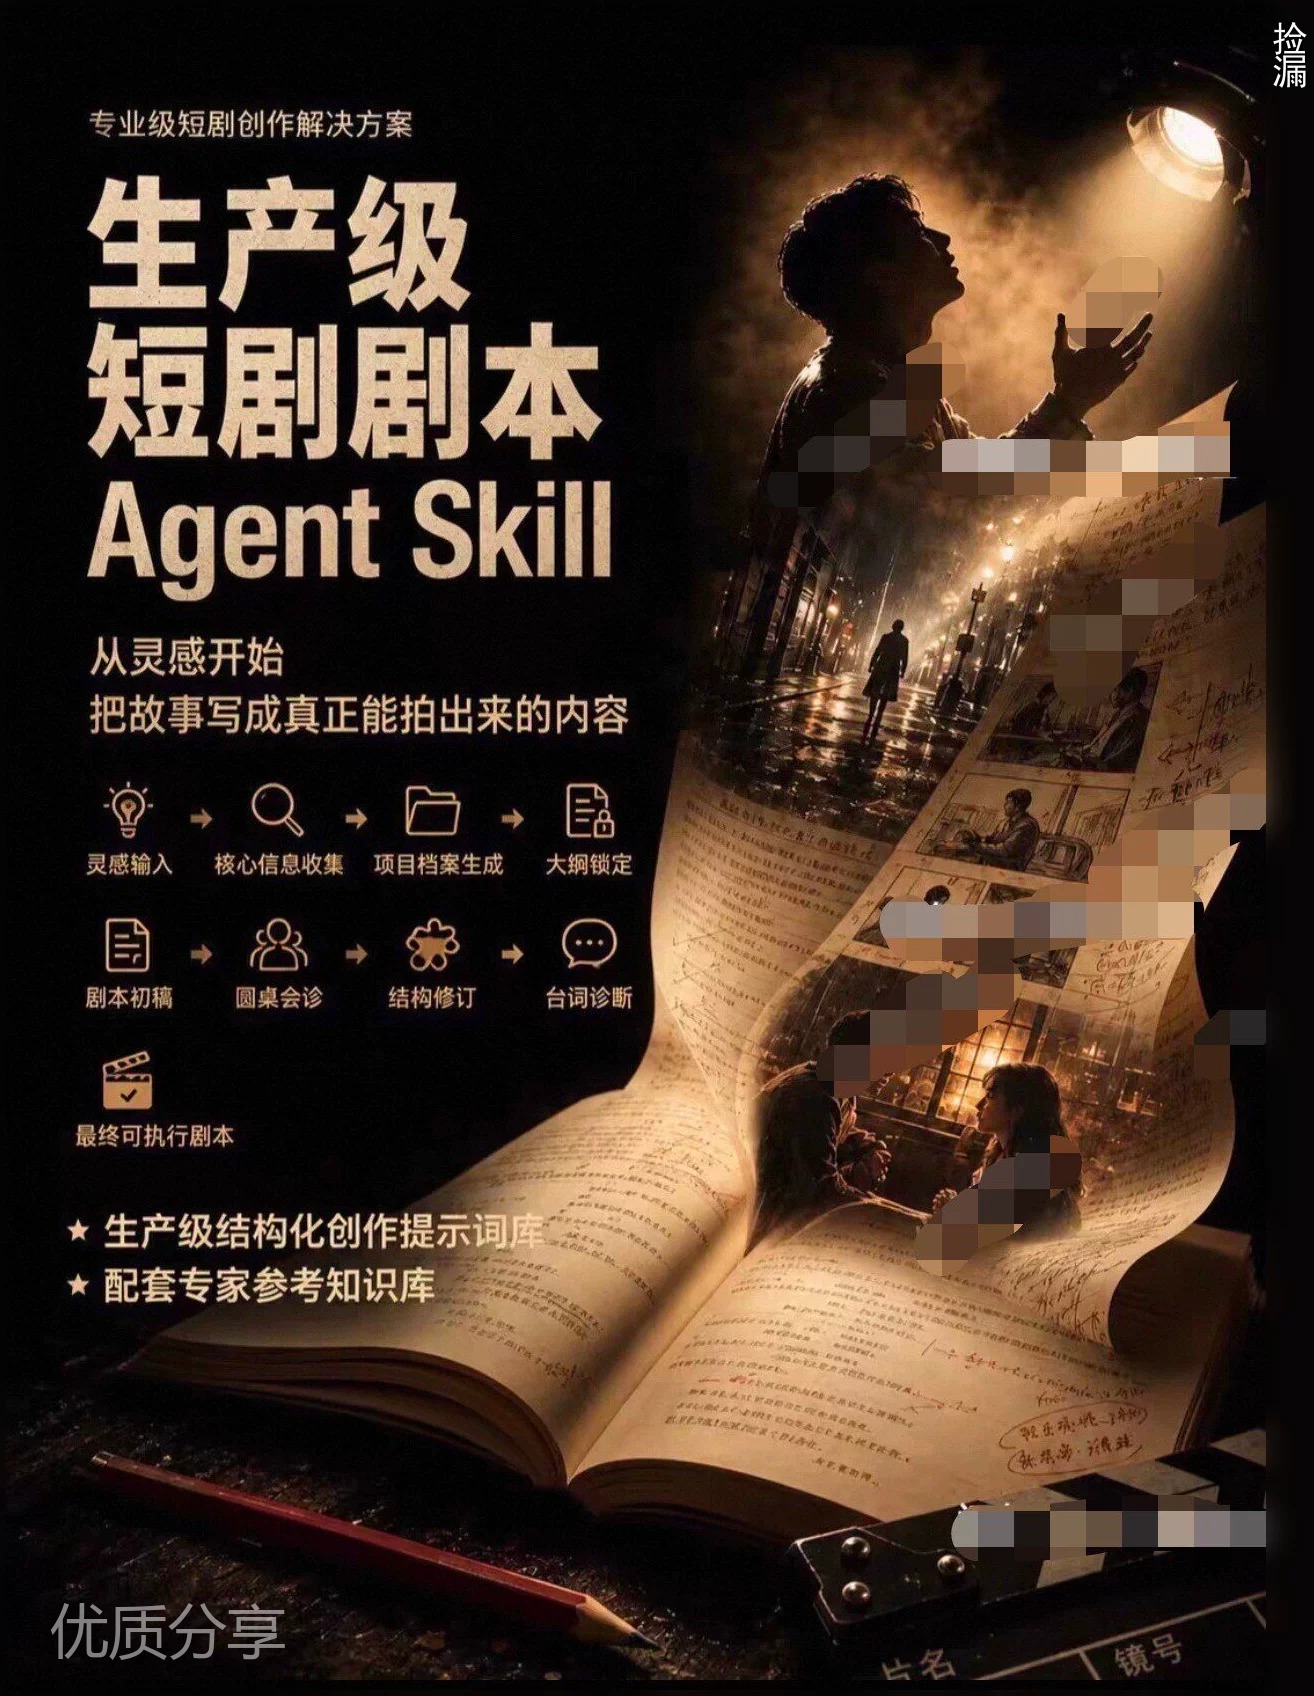 捡漏
专业级短剧创作解决方案
生产级
短剧剧本
Agent Skill
从灵感开始
把故事写成真正能拍出来的内容
灵感输入
核心信息收集
项目档案生成
大纲锁定
剧本初稿
圆桌会诊
结构修订
台词诊断
最终可执行剧本
生产级结构化创作提示词库
配套专家参考知识库
优质分享
片名
镜号